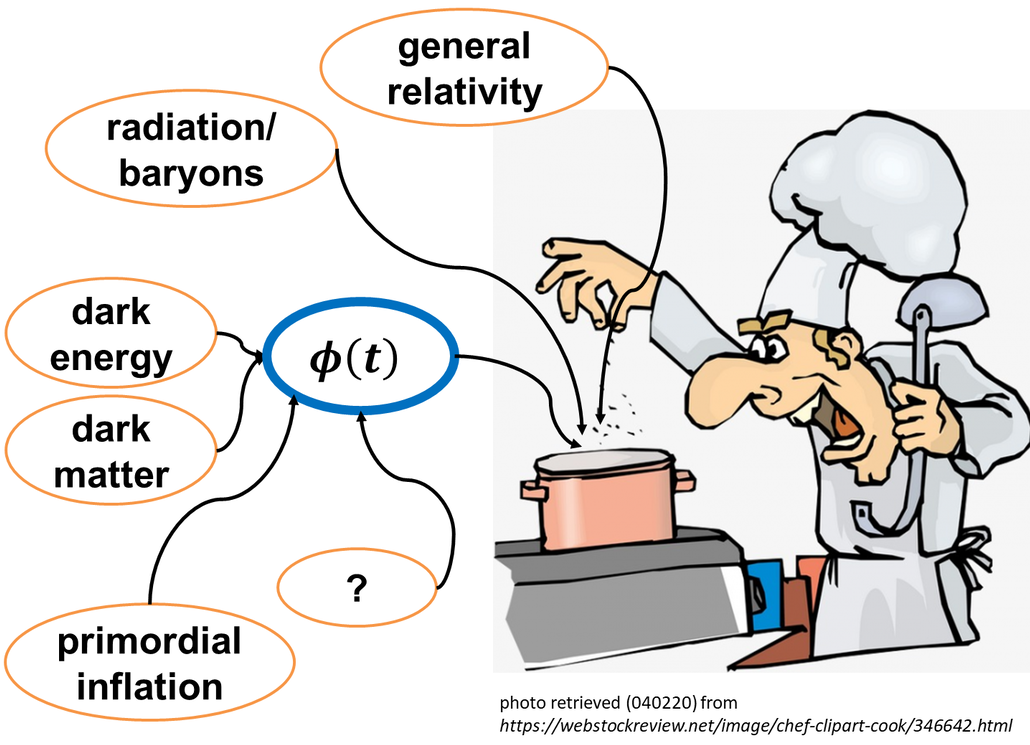 general
relativity
radiation/
baryons
dark
energy
ϕ(t)
dark
matter
?
primordial
inflation
photo retrieved (040220) from
https://webstockreview.net/image/chef-clipart-cook/346642.html